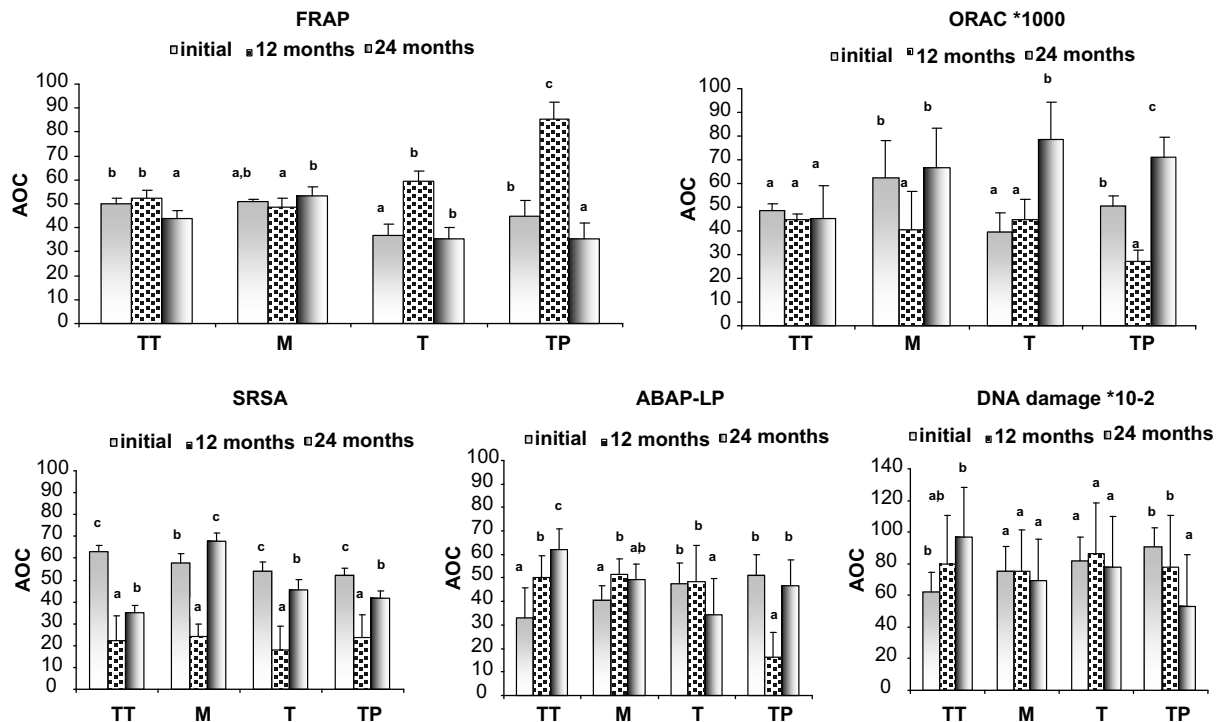 FRAP
initial 12 months 24 months
AOC
100
90
80
70
60
50
40
30
20
10
0
b b a a,b a b a b b b c a
TT M T TP
ORAC *1000
initial 12 months 24 months
AOC
100
90
80
70
60
50
40
30
20
10
0
a a a b a b a a b b a c
TT M T TP
SRSA
initial 12 months 24 months
AOC
100
90
80
70
60
50
40
30
20
10
0
c a b b a c c a b c a b
TT M T TP
ABAP-LP
initial 12 months 24 months
AOC
100
90
80
70
60
50
40
30
20
10
0
a b c a b ab b b a b a b
TT M T TP
DNA damage *10-2
initial 12 months 24 months
AOC
140
120
100
80
60
40
20
0
b ab b a a a a a a b b a
TT M T TP